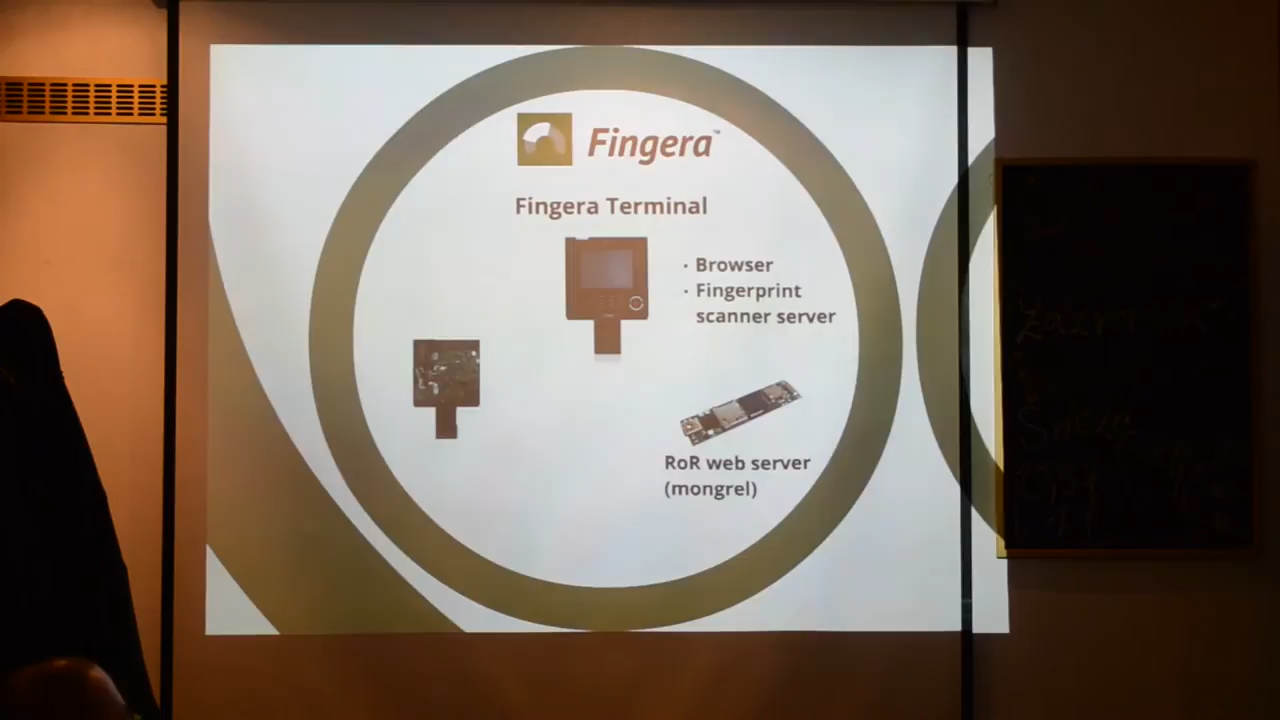 Fingera™
Fingera Terminal
· Browser
· Fingerprint
scanner server
RoR web server
(mongrel)